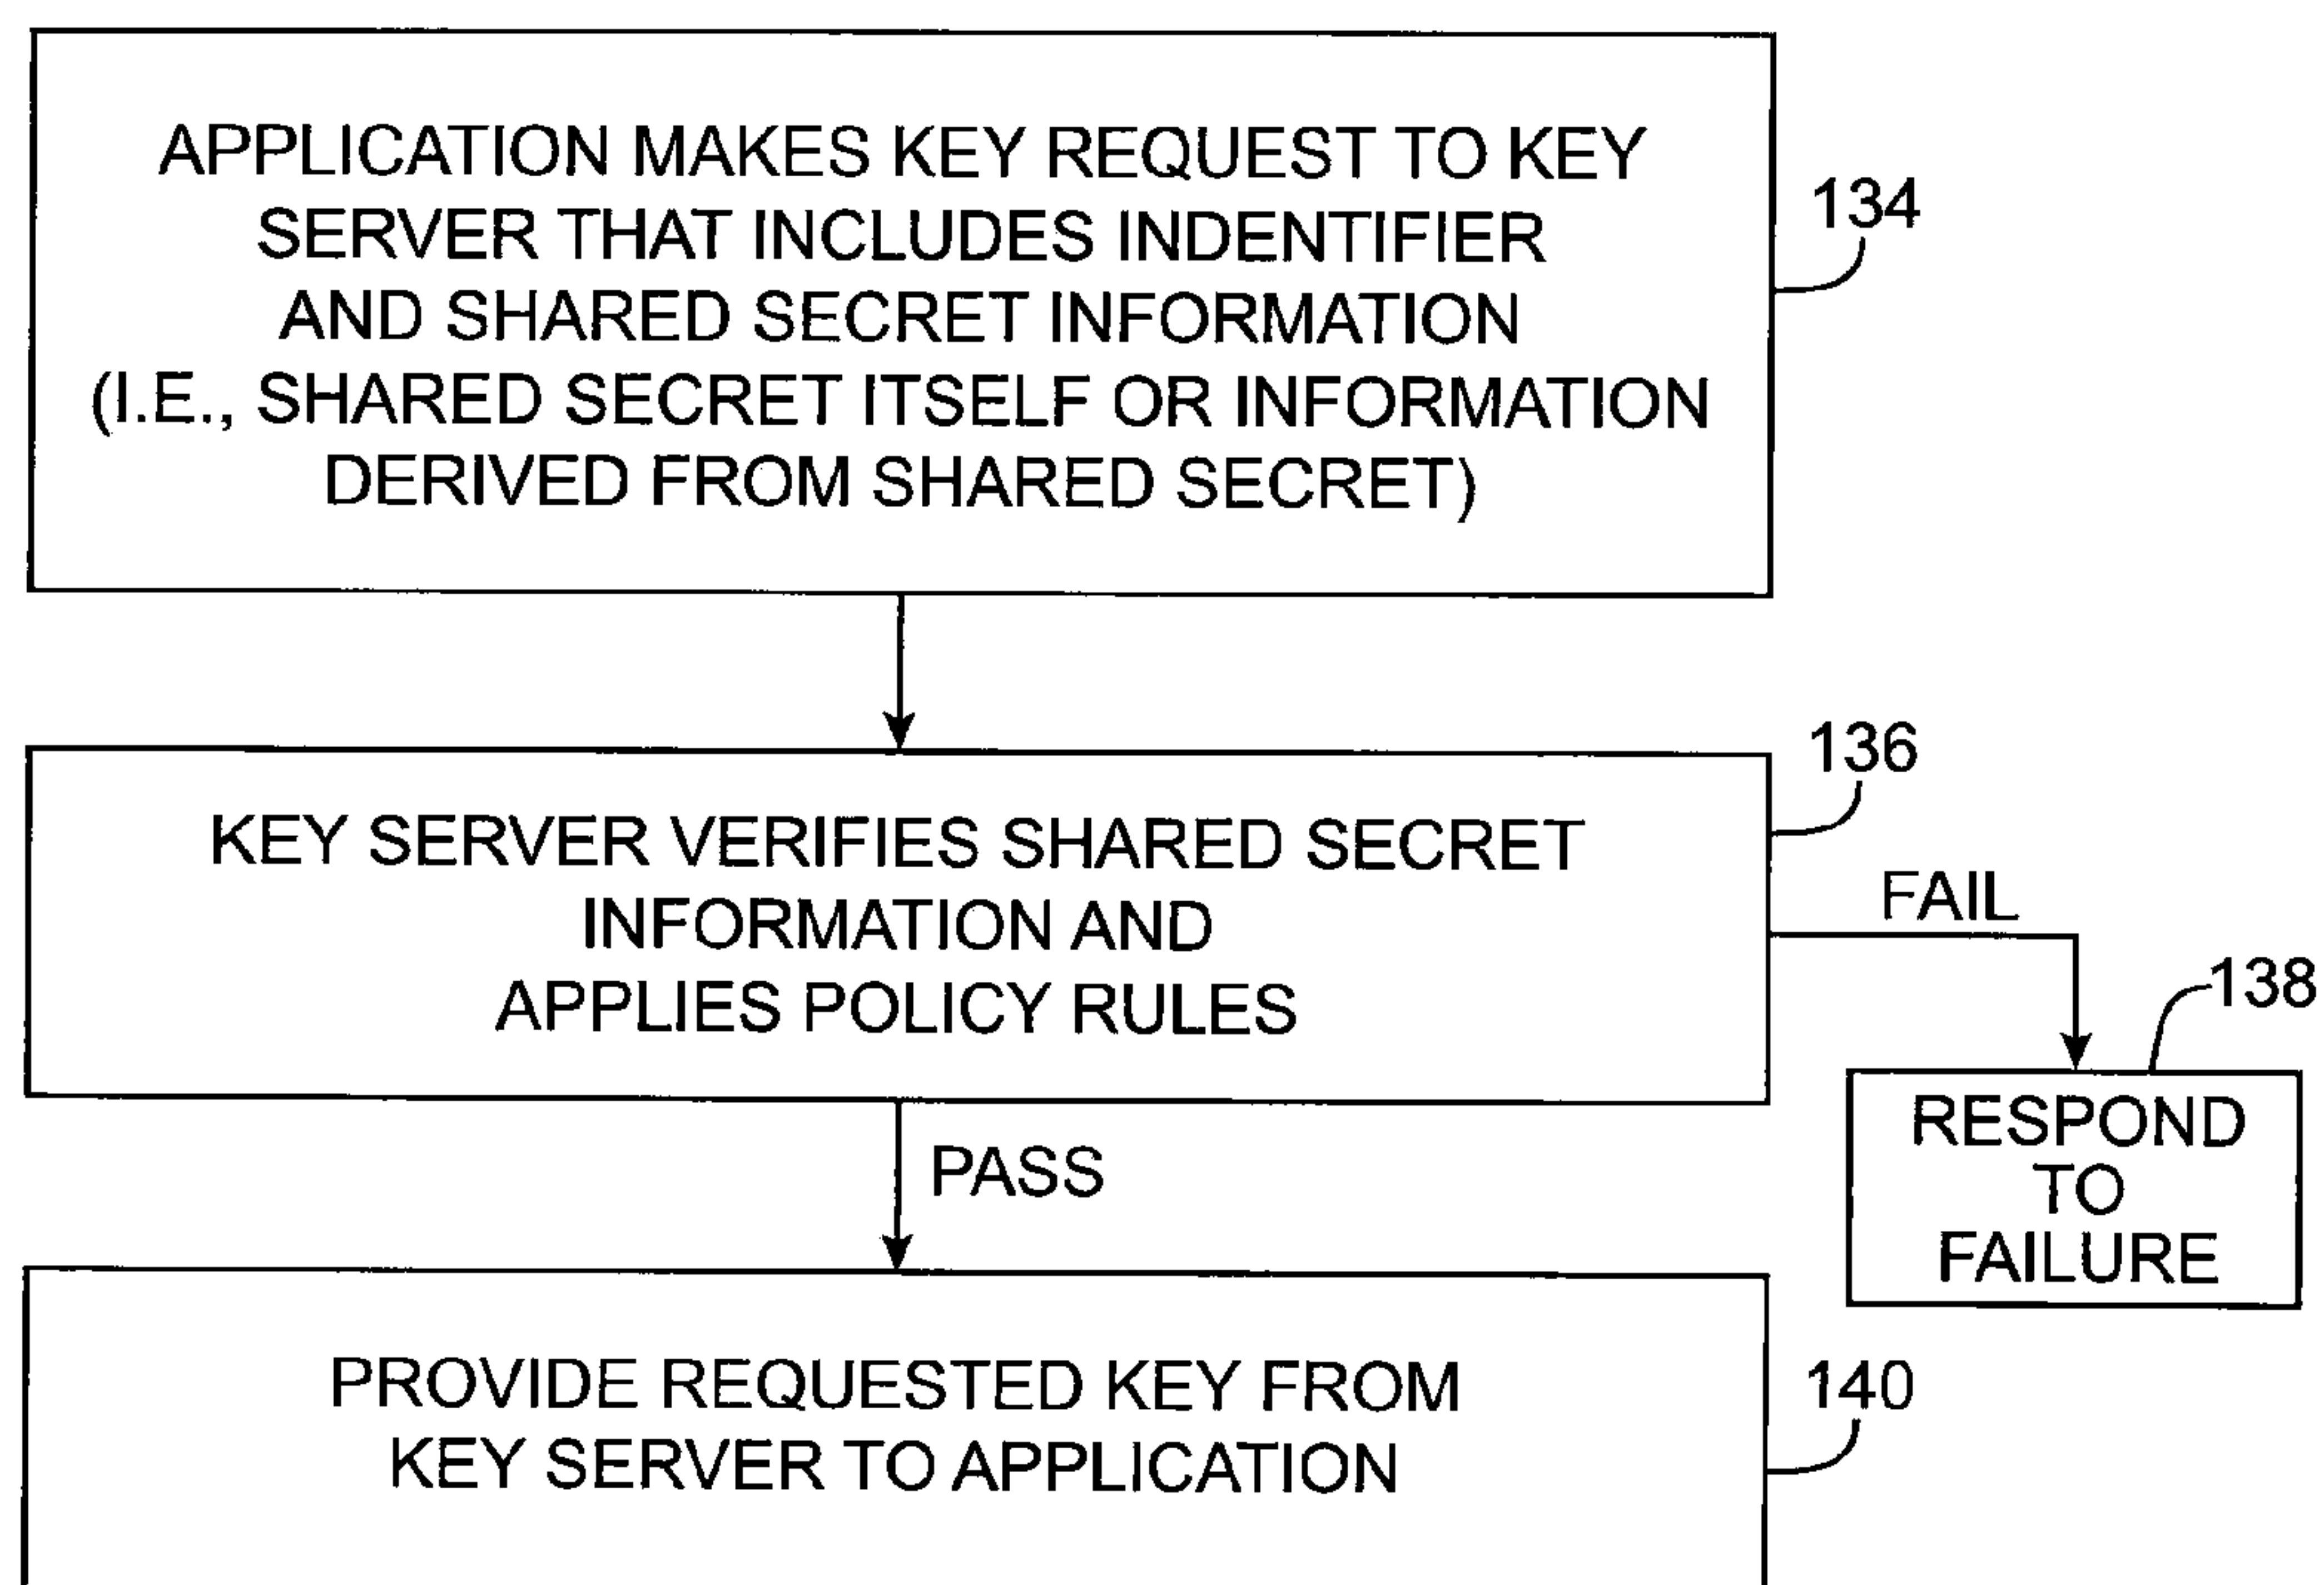 APPLICATION MAKES KEY REQUEST TO KEY
SERVER THAT INCLUDES INDENTIFIER
AND SHARED SECRET INFORMATION
(I.E., SHARED SECRET ITSELF OR INFORMATION
DERIVED FROM SHARED SECRET)
134
KEY SERVER VERIFIES SHARED SECRET
INFORMATION AND
APPLIES POLICY RULES
136
FAIL
138
RESPOND
TO
FAILURE
PASS
PROVIDE REQUESTED KEY FROM
KEY SERVER TO APPLICATION
140